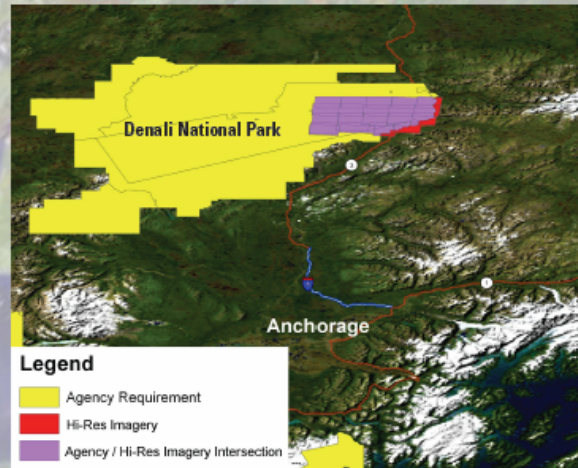 Denali National Park
3
1
Anchorage
Legend
Agency Requirement
Hi-Res Imagery
Agency / Hi-Res Imagery Intersection